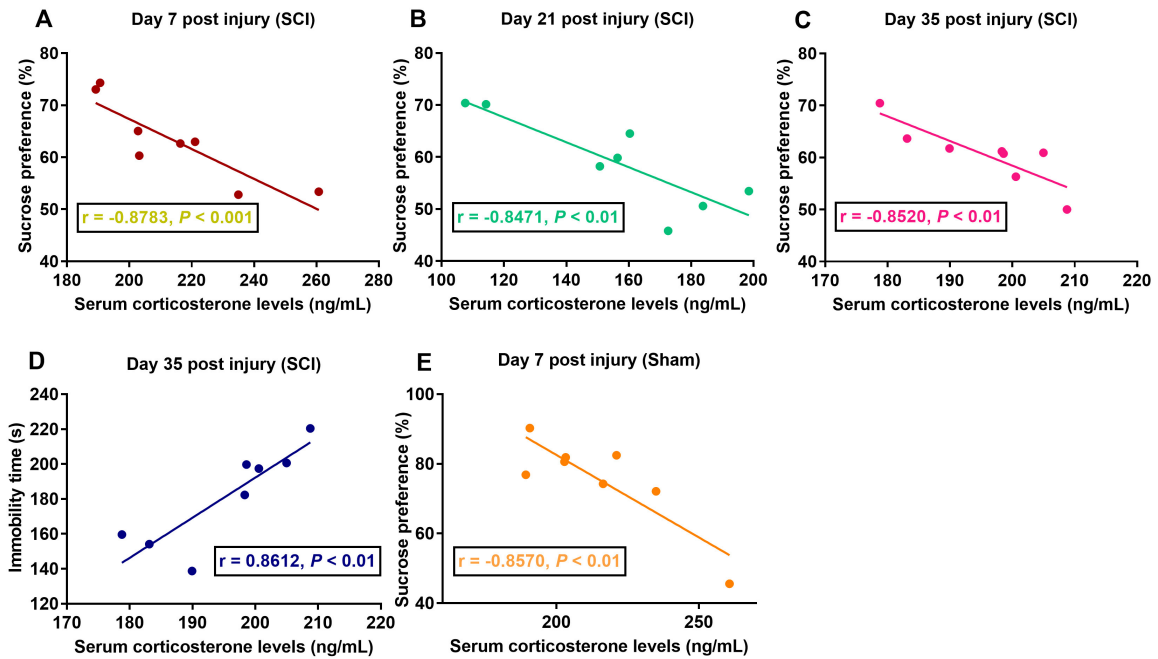 A
Day 7 post injury (SCI)
Sucrose preference (%)
80
70
60
50
40
r = -0.8783, P < 0.001
180 200 220 240 260 280
Serum corticosterone levels (ng/mL)
B
Day 21 post injury (SCI)
Sucrose preference (%)
80
70
60
50
40
r = -0.8471, P < 0.01
100 120 140 160 180 200
Serum corticosterone levels (ng/mL)
C
Day 35 post injury (SCI)
Sucrose preference (%)
80
70
60
50
40
r = -0.8520, P < 0.01
170 180 190 200 210 220
Serum corticosterone levels (ng/mL)
D
Day 35 post injury (SCI)
Immobility time (s)
240
220
200
180
160
140
120
r = 0.8612, P < 0.01
170 180 190 200 210 220
Serum corticosterone levels (ng/mL)
E
Day 7 post injury (Sham)
Sucrose preference (%)
100
80
60
40
r = -0.8570, P < 0.01
200 250
Serum corticosterone levels (ng/mL)